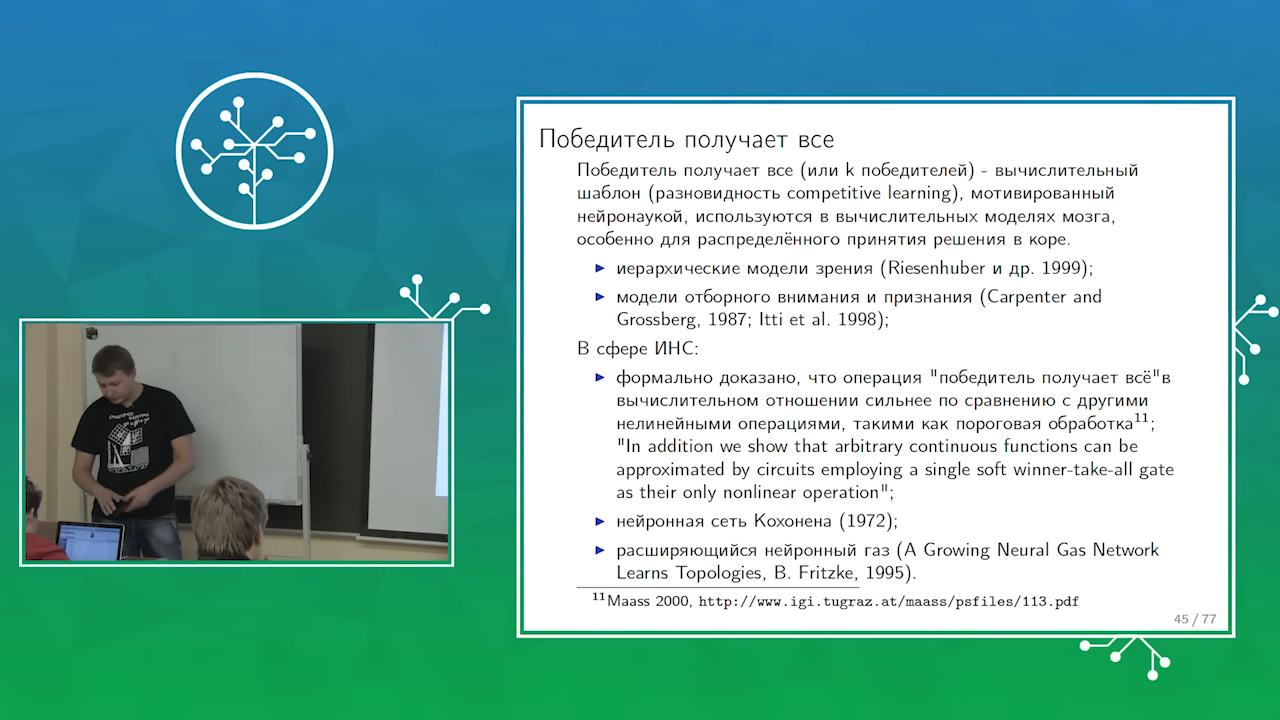 Победитель получает все
Победитель получает все (или k победителей) - вычислительный
шаблон (разновидность competitive learning), мотивированный
нейронаукой, используются в вычислительных моделях мозга,
особенно для распределённого принятия решения в коре.
иерархические модели зрения (Riesenhuber и др. 1999);
модели отборного внимания и признания (Carpenter and
Grossberg, 1987; Itti et al. 1998);
В сфере ИНС:
формально доказано, что операция "победитель получает всё"в
вычислительном отношении сильнее по сравнению с другими
нелинейными операциями, такими как пороговая обработка11;
"In addition we show that arbitrary continuous functions can be
approximated by circuits employing a single soft winner-take-all gate
as their only nonlinear operation";
нейронная сеть Кохонена (1972);
расширяющийся нейронный газ (A Growing Neural Gas Network
Learns Topologies, B. Fritzke, 1995).
11Maass 2000, http://www.igi.tugraz.at/maass/psfiles/113.pdf
45 / 77